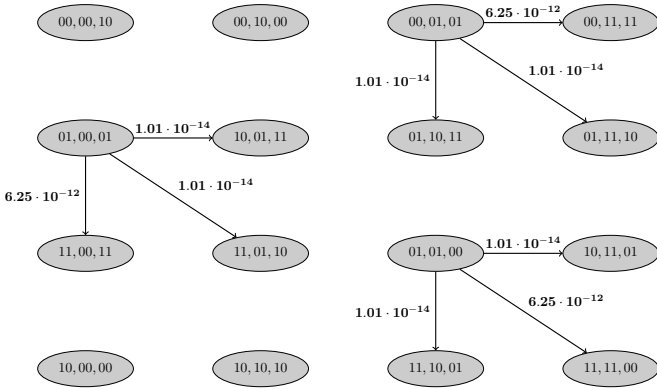 00, 00, 10
00, 10, 00
00, 01, 01
6.25 · 10⁻¹²
00, 11, 11
1.01 · 10⁻¹⁴
1.01 · 10⁻¹⁴
01, 00, 01
1.01 · 10⁻¹⁴
10, 01, 11
01, 10, 11
01, 11, 10
6.25 · 10⁻¹²
1.01 · 10⁻¹⁴
11, 00, 11
11, 01, 10
01, 01, 00
1.01 · 10⁻¹⁴
10, 11, 01
1.01 · 10⁻¹⁴
6.25 · 10⁻¹²
10, 00, 00
10, 10, 10
11, 10, 01
11, 11, 00